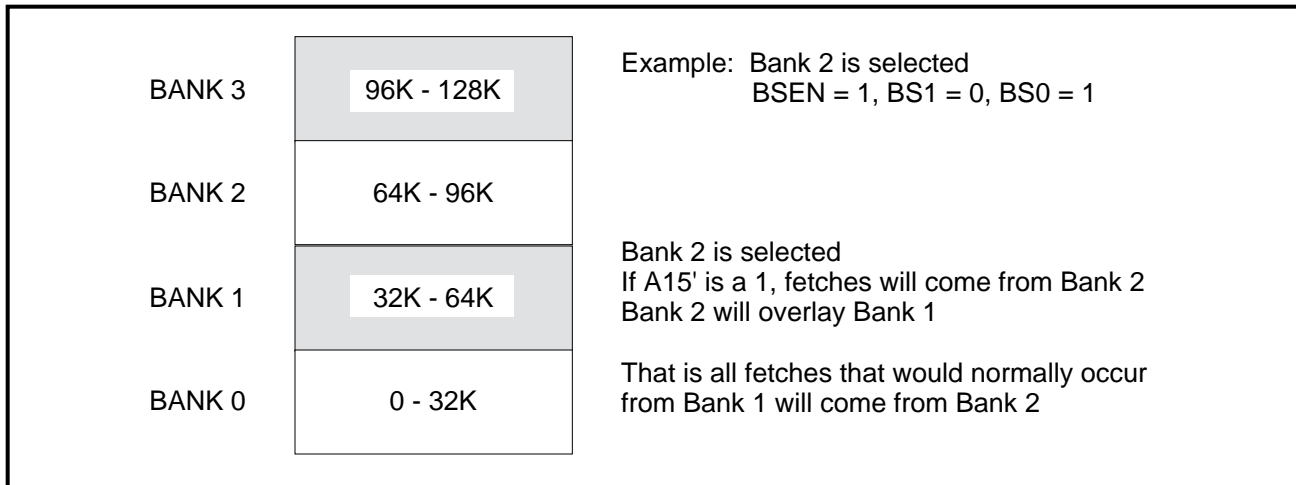 BANK 3
96K - 128K
Example: Bank 2 is selected
BSEN = 1, BS1 = 0, BS0 = 1
BANK 2
64K - 96K
BANK 1
32K - 64K
Bank 2 is selected
If A15' is a 1, fetches will come from Bank 2
Bank 2 will overlay Bank 1
BANK 0
0 - 32K
That is all fetches that would normally occur
from Bank 1 will come from Bank 2